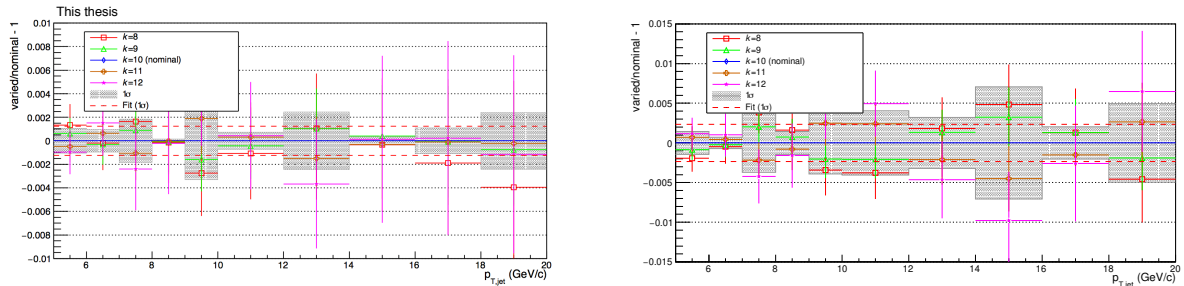 This thesis
varied/nominal - 1
0.01
0.008
0.006
0.004
0.002
0
−0.002
−0.004
−0.006
−0.008
−0.01
k=8
k=9
k=10 (nominal)
k=11
k=12
1σ
Fit (1σ)
6 8 10 12 14 16 18 20
p_T,jet (GeV/c)
varied/nominal - 1
0.015
0.01
0.005
0
−0.005
−0.01
−0.015
k=8
k=9
k=10 (nominal)
k=11
k=12
1σ
Fit (1σ)
6 8 10 12 14 16 18 20
p_T,jet (GeV/c)